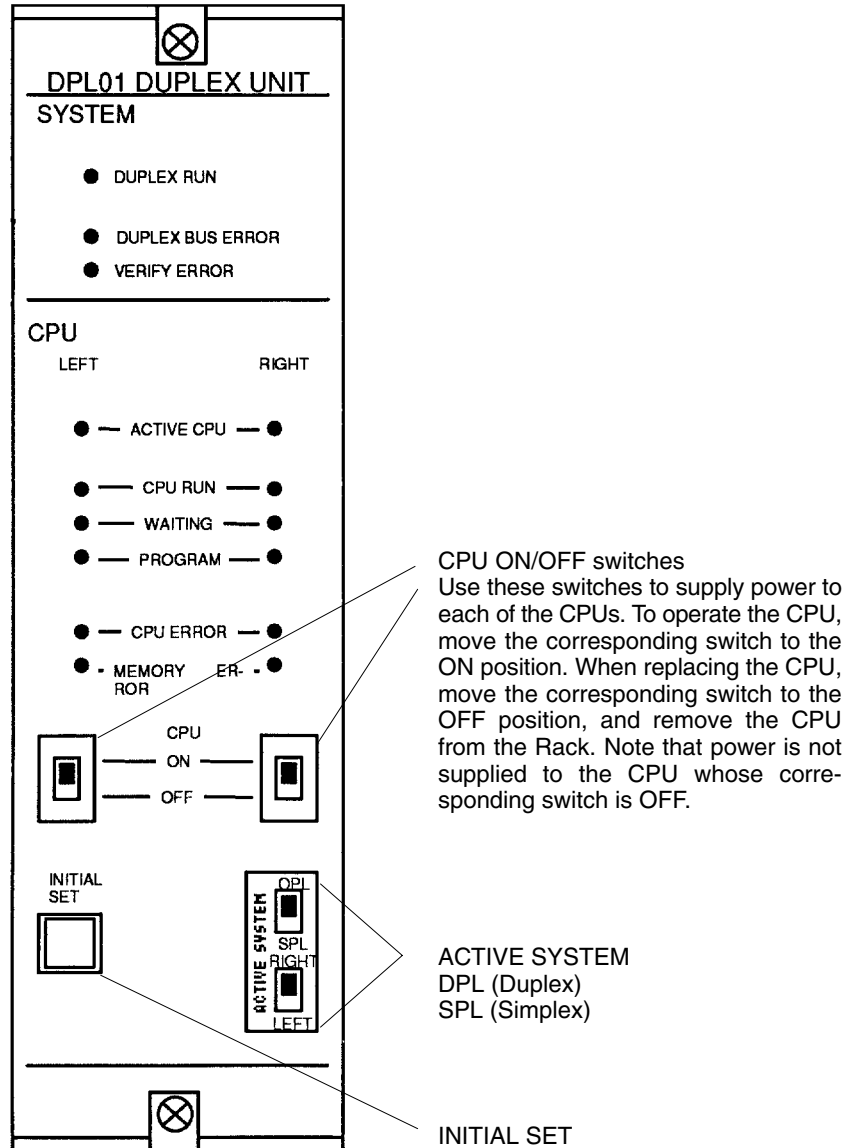 DPL01 DUPLEX UNIT
SYSTEM
DUPLEX RUN
DUPLEX BUS ERROR
VERIFY ERROR
CPU
LEFT RIGHT
ACTIVE CPU
CPU RUN
WAITING
PROGRAM
CPU ERROR
MEMORY ER-
ROR
CPU
ON
OFF
INITIAL
SET
ACTIVE SYSTEM
DPL
SPL
RIGHT
LEFT
CPU ON/OFF switches
Use these switches to supply power to
each of the CPUs. To operate the CPU,
move the corresponding switch to the
ON position. When replacing the CPU,
move the corresponding switch to the
OFF position, and remove the CPU
from the Rack. Note that power is not
supplied to the CPU whose corre-
sponding switch is OFF.
ACTIVE SYSTEM
DPL (Duplex)
SPL (Simplex)
INITIAL SET